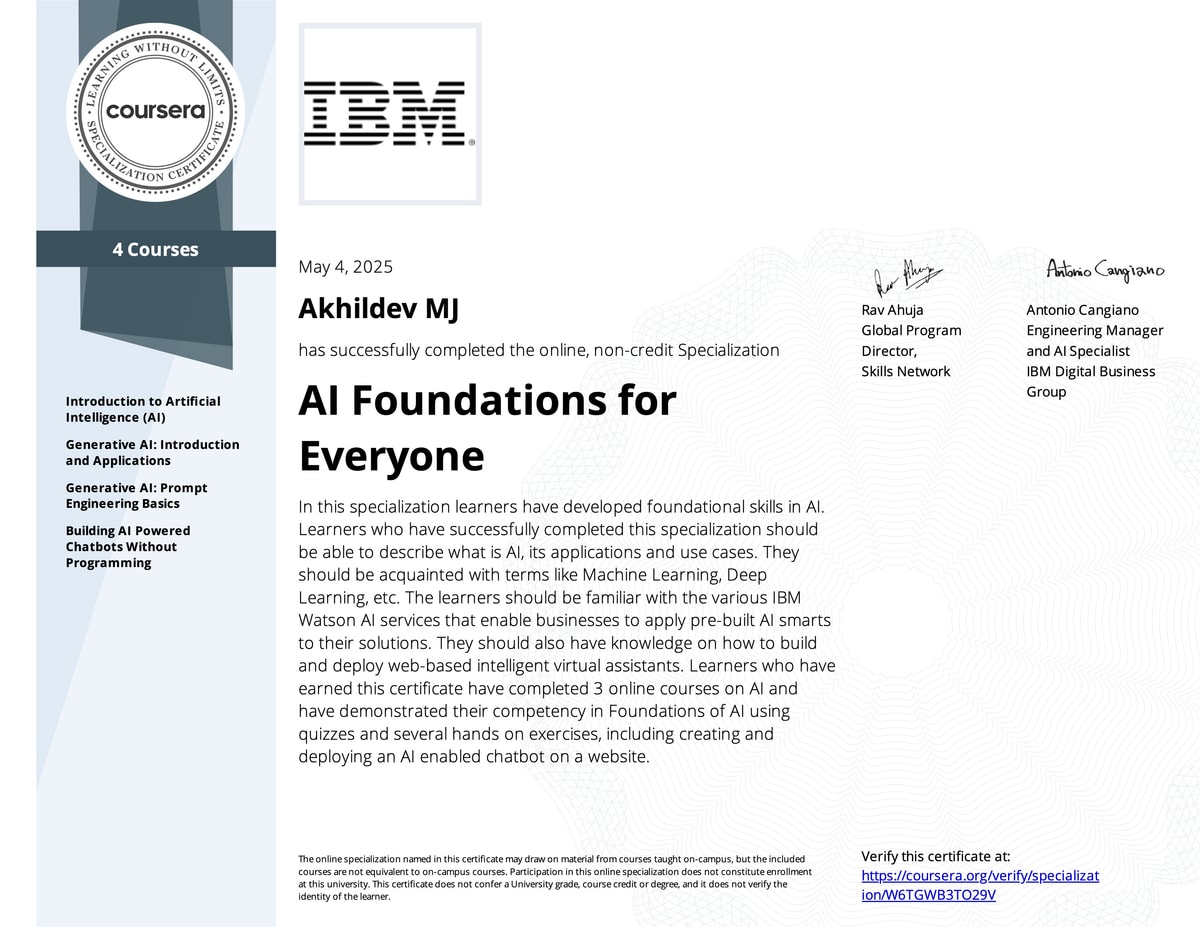 LEARNING WITHOUT LIMITS
coursera
SPECIALIZATION CERTIFICATE
4 Courses
Introduction to Artificial
Intelligence (AI)
Generative AI: Introduction
and Applications
Generative AI: Prompt
Engineering Basics
Building AI Powered
Chatbots Without
Programming
IBM®
May 4, 2025
Akhildev MJ
has successfully completed the online, non-credit Specialization
AI Foundations for
Everyone
In this specialization learners have developed foundational skills in AI.
Learners who have successfully completed this specialization should
be able to describe what is AI, its applications and use cases. They
should be acquainted with terms like Machine Learning, Deep
Learning, etc. The learners should be familiar with the various IBM
Watson AI services that enable businesses to apply pre-built AI smarts
to their solutions. They should also have knowledge on how to build
and deploy web-based intelligent virtual assistants. Learners who have
earned this certificate have completed 3 online courses on AI and
have demonstrated their competency in Foundations of AI using
quizzes and several hands on exercises, including creating and
deploying an AI enabled chatbot on a website.
Rav Ahuja
Rav Ahuja
Global Program
Director,
Skills Network
Antonio Cangiano
Antonio Cangiano
Engineering Manager
and AI Specialist
IBM Digital Business
Group
The online specialization named in this certificate may draw on material from courses taught on-campus, but the included
courses are not equivalent to on-campus courses. Participation in this online specialization does not constitute enrollment
at this university. This certificate does not confer a University grade, course credit or degree, and it does not verify the
identity of the learner.
Verify this certificate at:
https://coursera.org/verify/specializat
ion/W6TGWB3TO29V